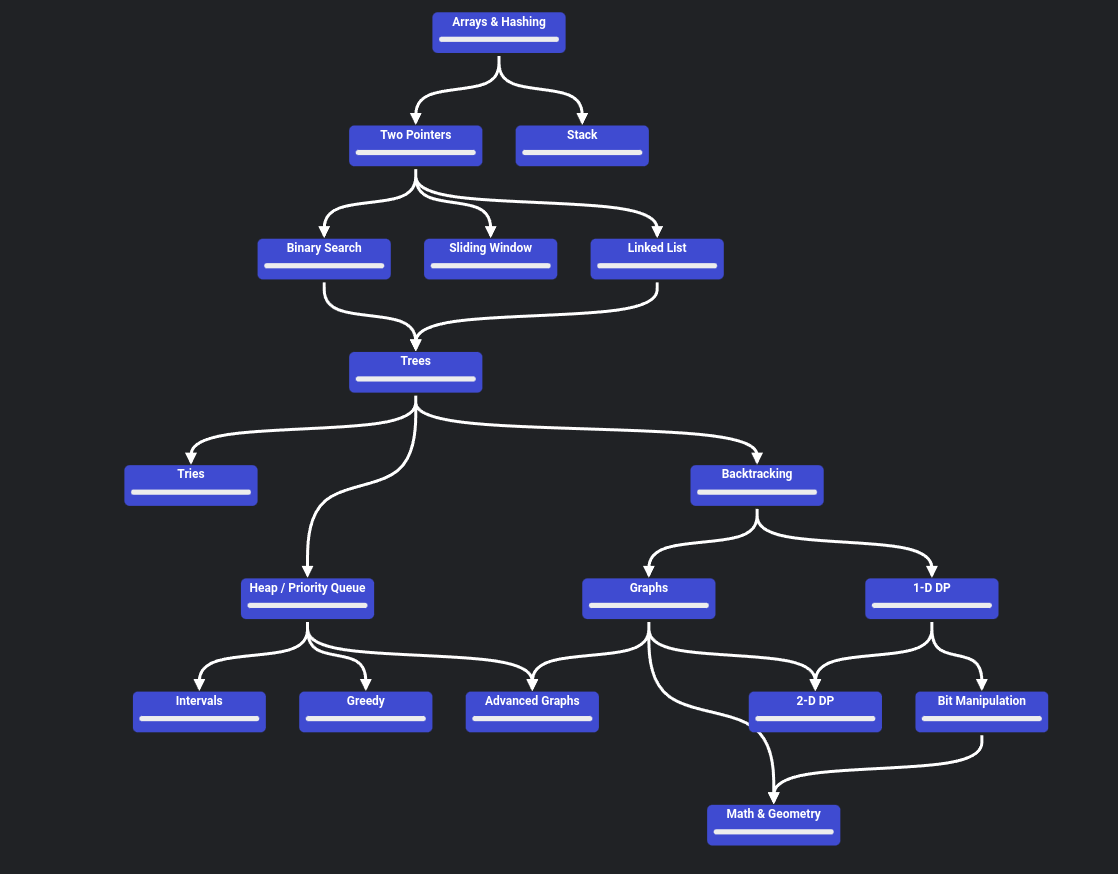 Arrays & Hashing
Two Pointers
Stack
Binary Search
Sliding Window
Linked List
Trees
Tries
Backtracking
Heap / Priority Queue
Graphs
1-D DP
Intervals
Greedy
Advanced Graphs
2-D DP
Bit Manipulation
Math & Geometry